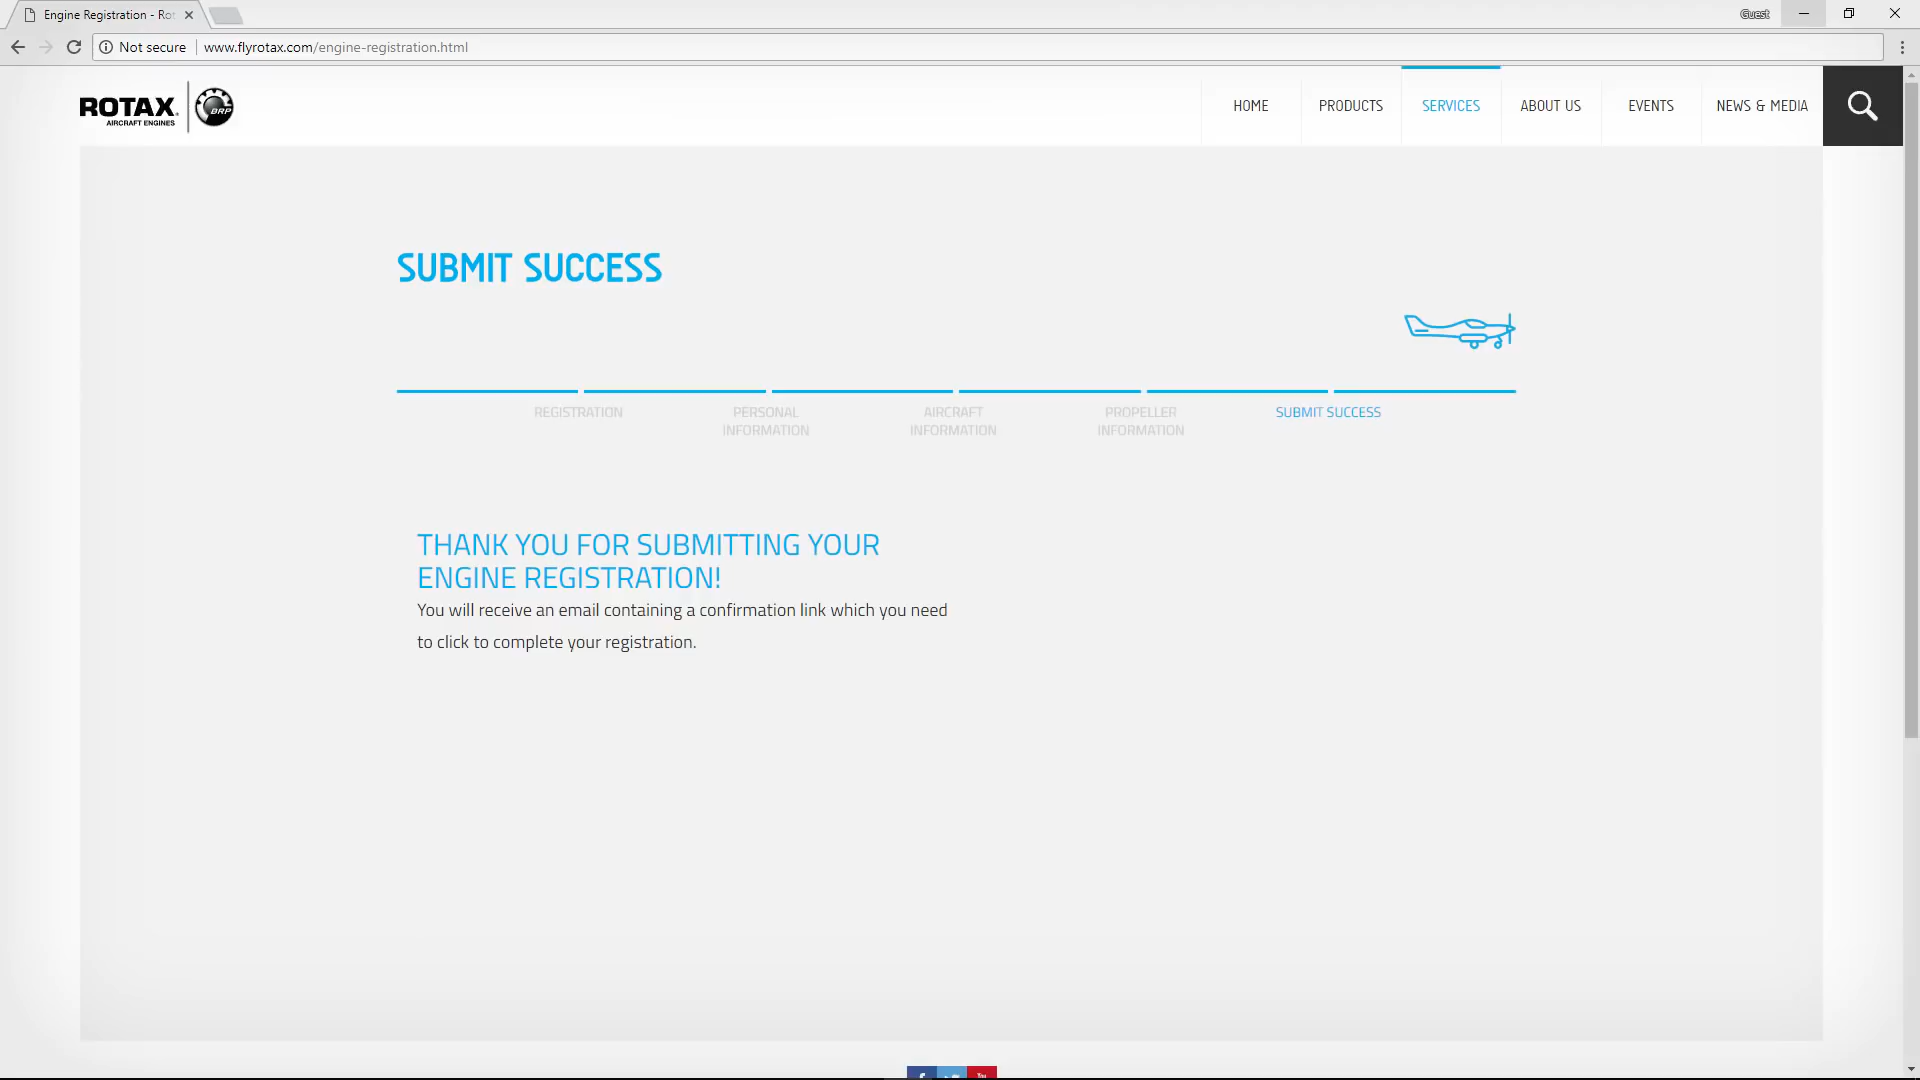 Engine Registration - Rot
Guest
Not secure
www.flyrotax.com/engine-registration.html
ROTAX
AIRCRAFT ENGINES
BRP
HOME
PRODUCTS
SERVICES
ABOUT US
EVENTS
NEWS & MEDIA
SUBMIT SUCCESS
REGISTRATION
PERSONAL
INFORMATION
AIRCRAFT
INFORMATION
PROPELLER
INFORMATION
SUBMIT SUCCESS
THANK YOU FOR SUBMITTING YOUR
ENGINE REGISTRATION!
You will receive an email containing a confirmation link which you need
to click to complete your registration.